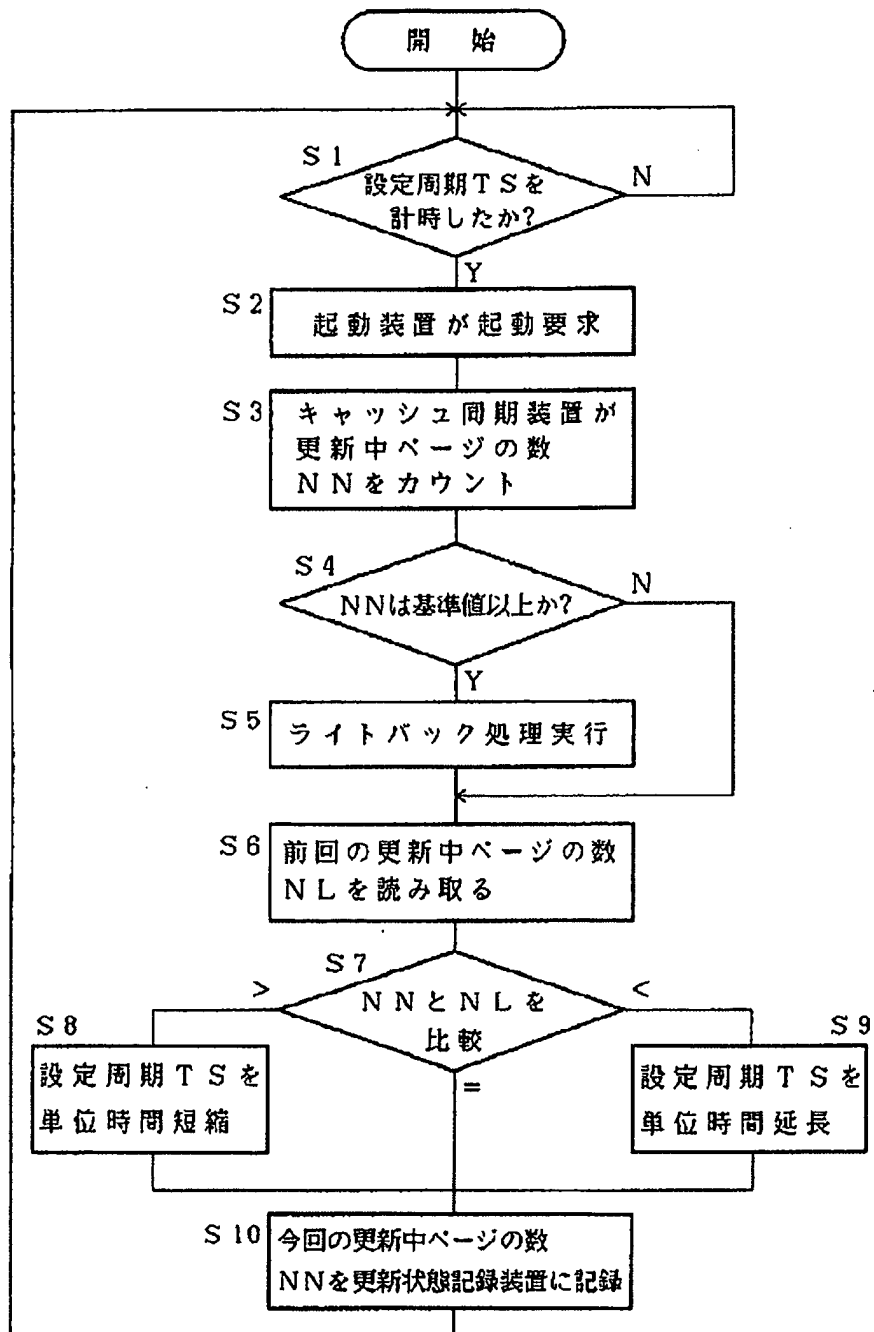 開 始
S1
設定周期TSを
計時したか?
N
Y
S2
起動装置が起動要求
S3
キャッシュ同期装置が
更新中ページの数
NNをカウント
S4
NNは基準値以上か?
N
Y
S5
ライトバック処理実行
S6
前回の更新中ページの数
NLを読み取る
S7
NNとNLを
比較
>
<
=
S8
設定周期TSを
単位時間短縮
S9
設定周期TSを
単位時間延長
S10
今回の更新中ページの数
NNを更新状態記録装置に記録